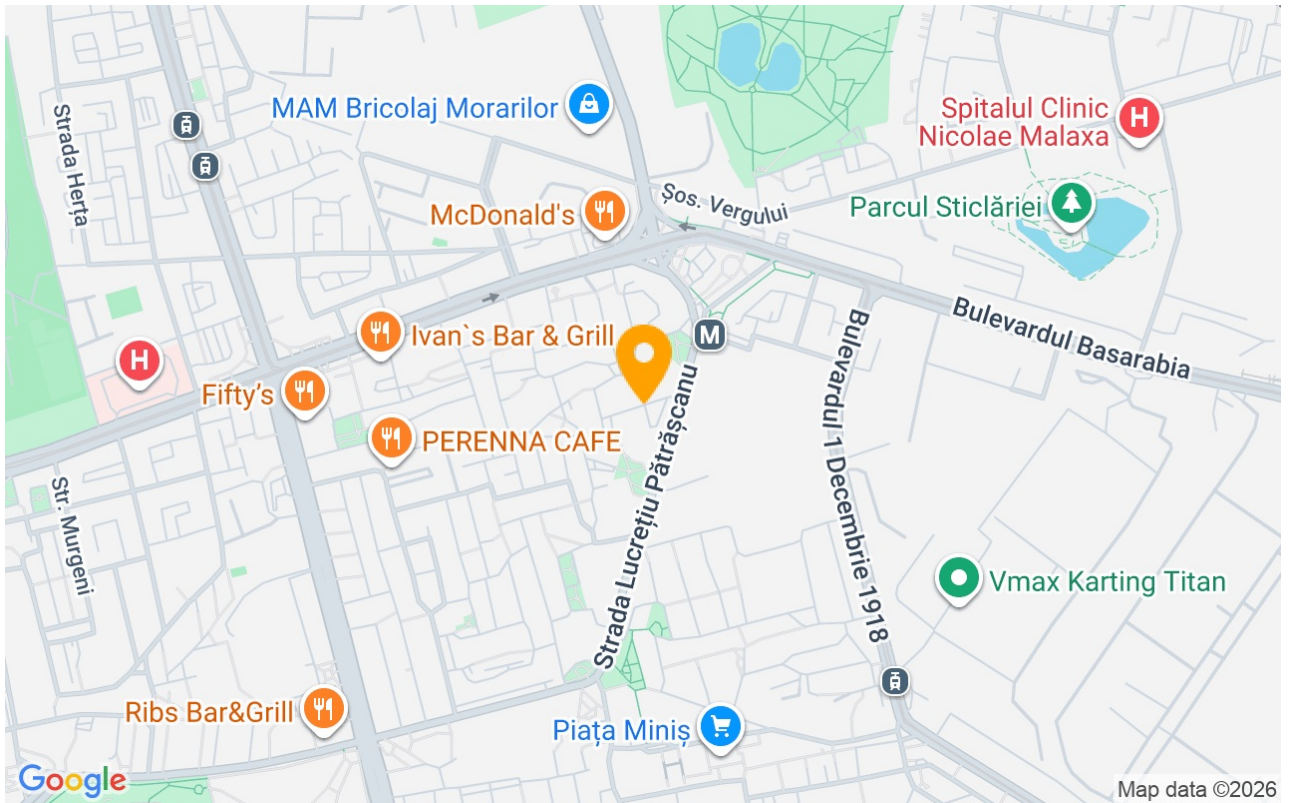 MAM Bricolaj Morarilor
Spitalul Clinic
Nicolae Malaxa
H
Strada Herța
McDonald's
Șos. Vergului
Parcul Sticlăriei
Bulevardul Basarabia
Ivan`s Bar & Grill
M
H
Fifty's
PERENNA CAFE
Strada Lucrețiu Pătrășcanu
Bulevardul 1 Decembrie 1918
Str. Murgeni
Vmax Karting Titan
Ribs Bar&Grill
Piața Miniș
Google
Map data ©2026